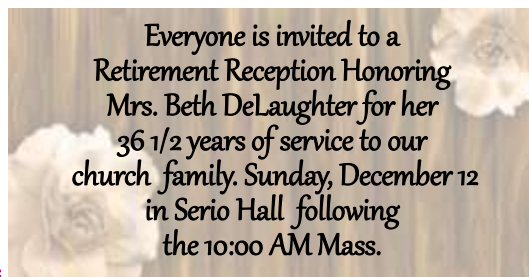 Everyone is invited to a
Retirement Reception Honoring
Mrs. Beth DeLaughter for her
36 1/2 years of service to our
church family. Sunday, December 12
in Serio Hall following
the 10:00 AM Mass.